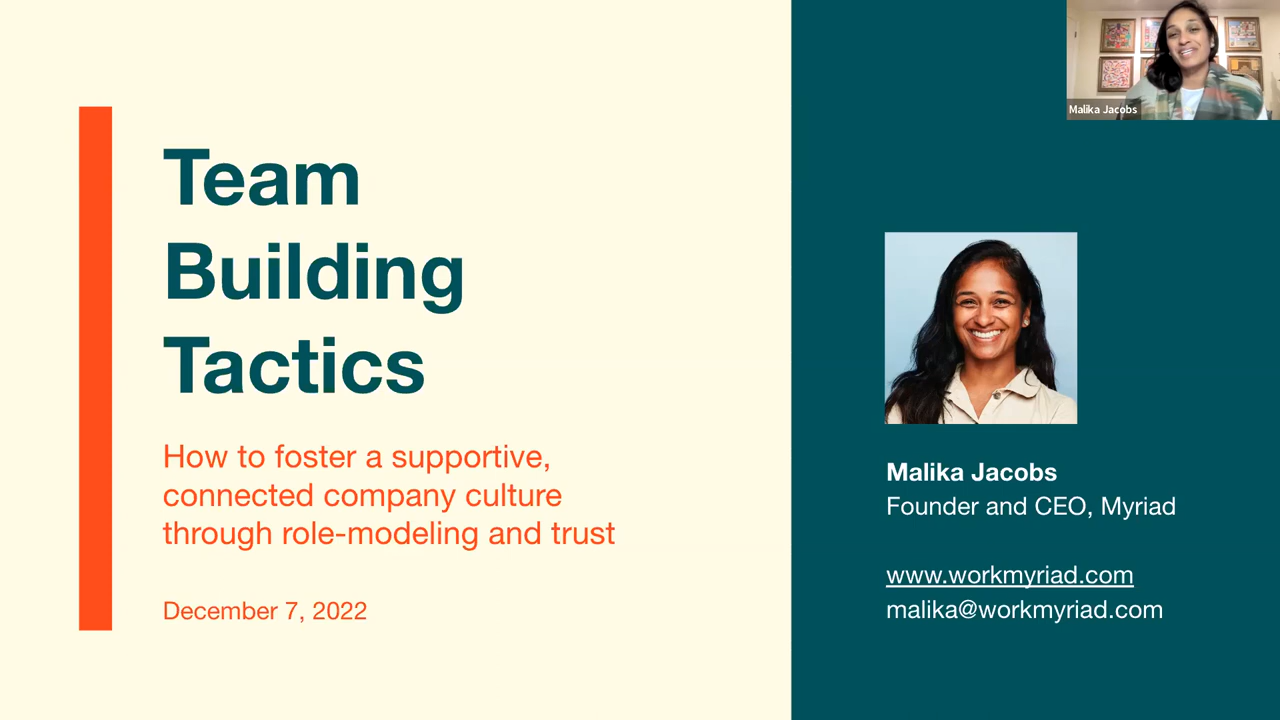 Team
Building
Tactics
How to foster a supportive,
connected company culture
through role-modeling and trust
December 7, 2022
Malika Jacobs
Malika Jacobs
Founder and CEO, Myriad
www.workmyriad.com
malika@workmyriad.com